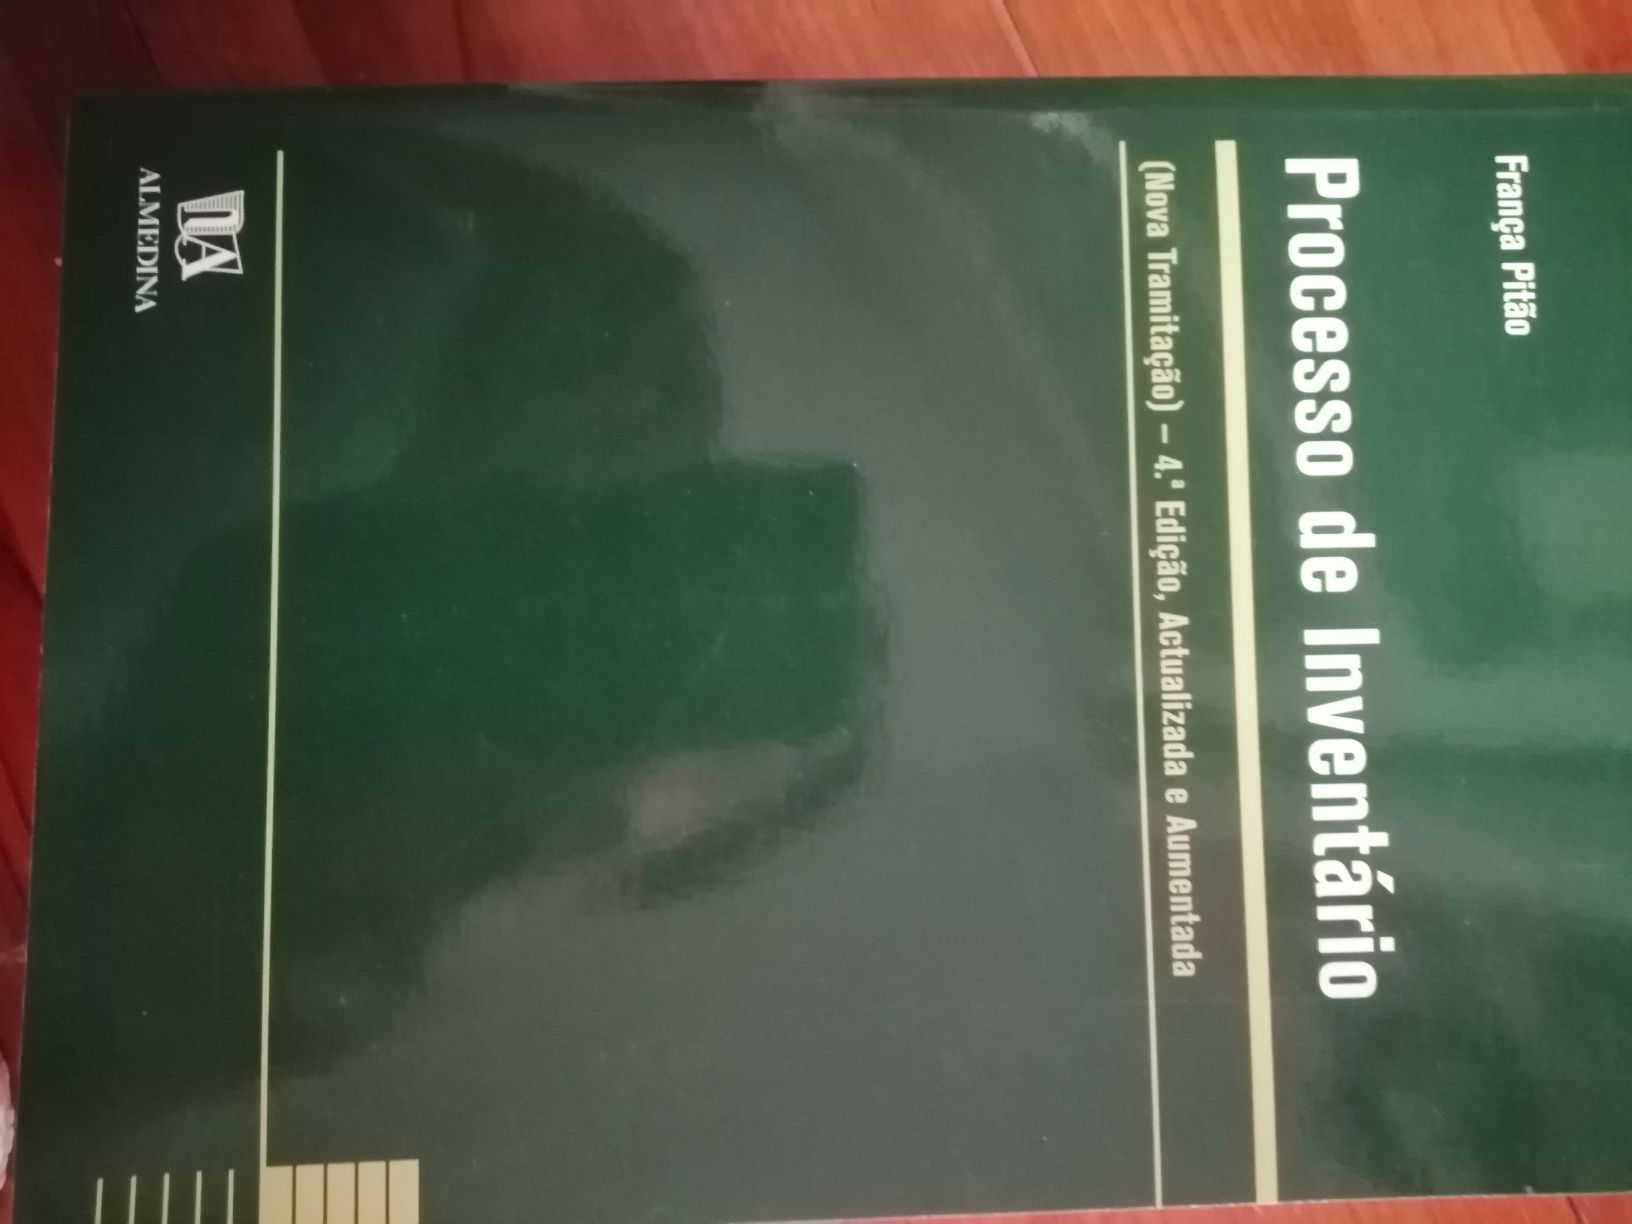 França Pitão
Processo de Inventário
(Nova Tramitação) – 4.ª Edição, Actualizada e Aumentada
ALMEDINA